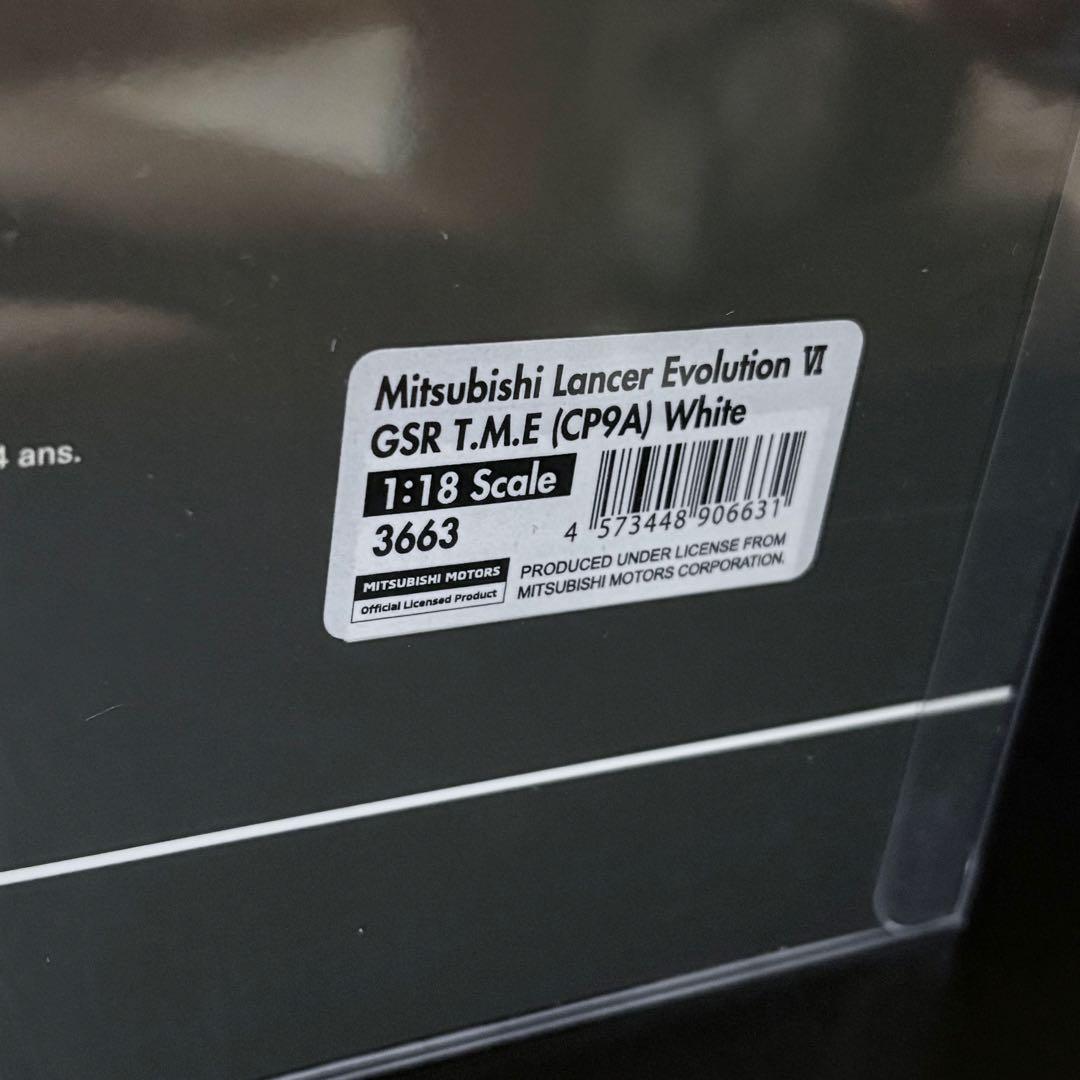 Mitsubishi Lancer Evolution Ⅵ
GSR T.M.E (CP9A) White
1:18 Scale
3663
4 573448 906631
MITSUBISHI MOTORS
Official Licensed Product
PRODUCED UNDER LICENSE FROM
MITSUBISHI MOTORS CORPORATION.
4 ans.